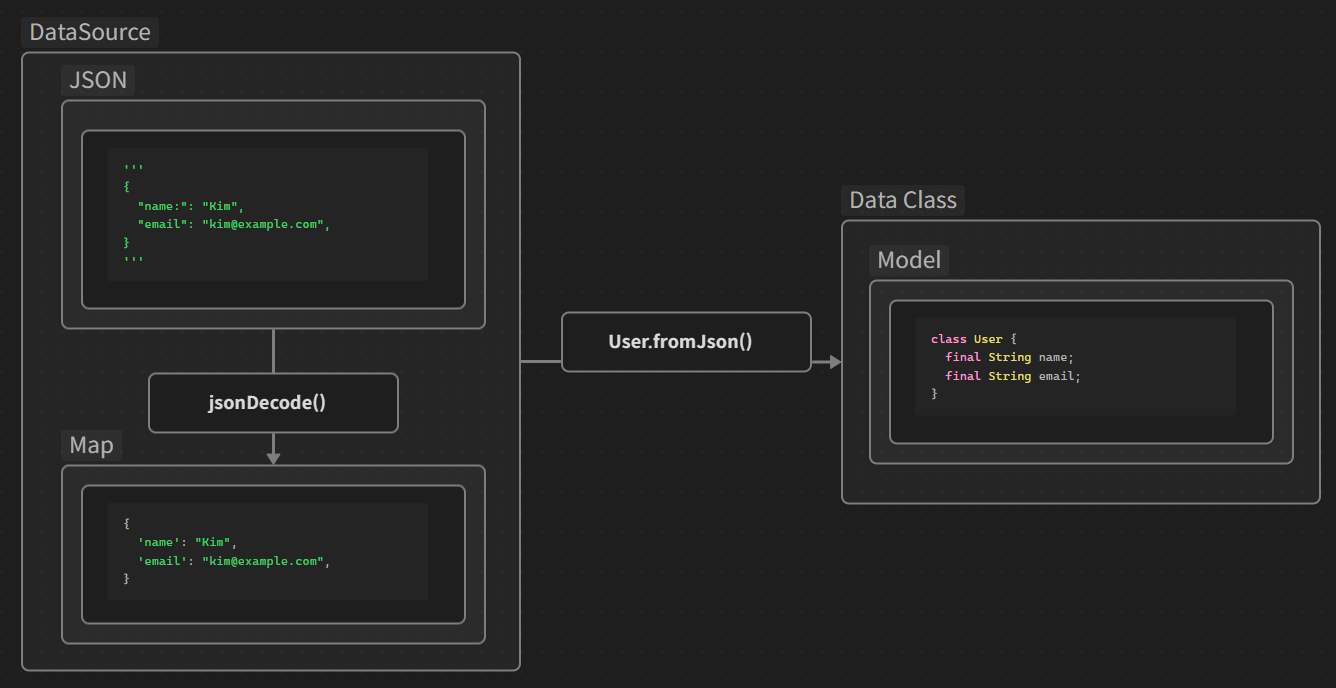 DataSource
JSON
'''
{
  "name:": "Kim",
  "email": "kim@example.com",
}
'''
jsonDecode()
Map
{
  'name': "Kim",
  'email': "kim@example.com",
}
User.fromJson()
Data Class
Model
class User {
  final String name;
  final String email;
}